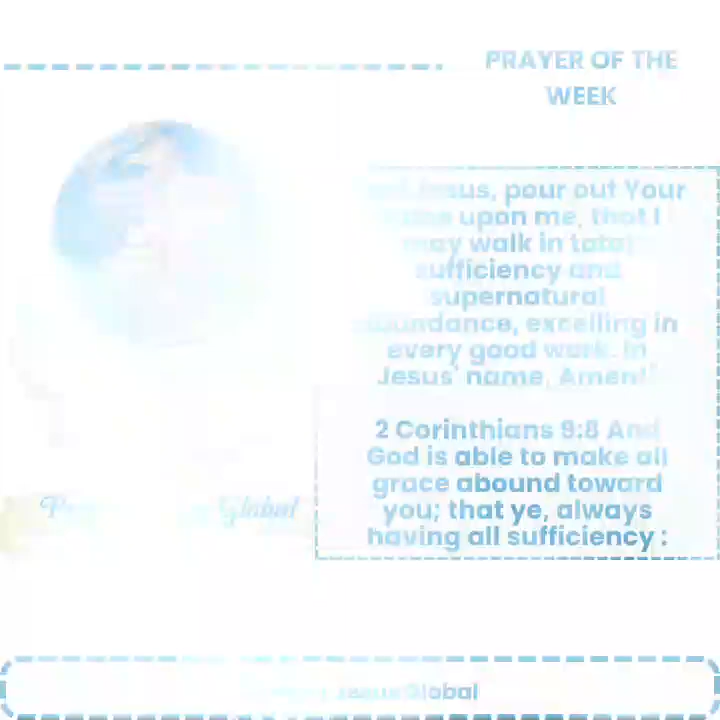 PRAYER OF THE
WEEK
Jesus, pour out Your
upon me, that I
may walk in total
sufficiency and
supernatural
abundance, excelling in
every good work. In
Jesus' name, Amen!
2 Corinthians 9:8 And
God is able to make all
grace abound toward
you; that ye, always
having all sufficiency :
Global
Jesus Global